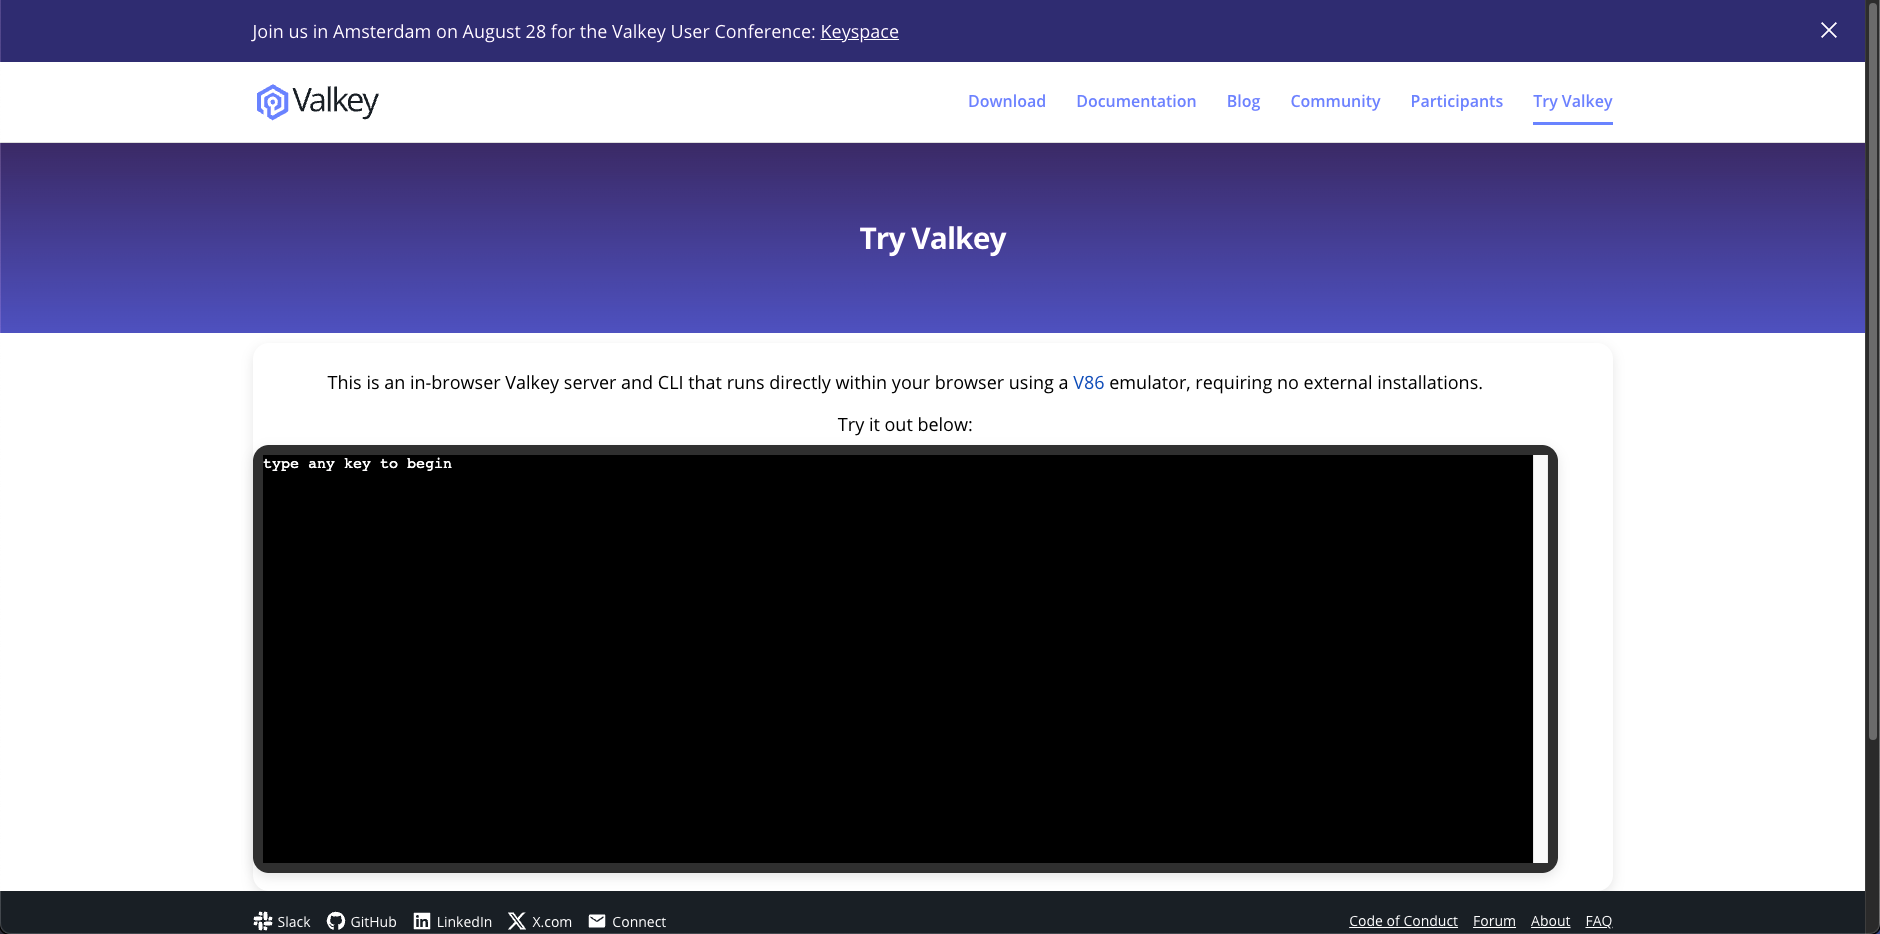 Join us in Amsterdam on August 28 for the Valkey User Conference: Keyspace
Valkey
Download Documentation Blog Community Participants Try Valkey
Try Valkey
This is an in-browser Valkey server and CLI that runs directly within your browser using a V86 emulator, requiring no external installations.
Try it out below:
type any key to begin
Slack GitHub LinkedIn X.com Connect Code of Conduct Forum About FAQ